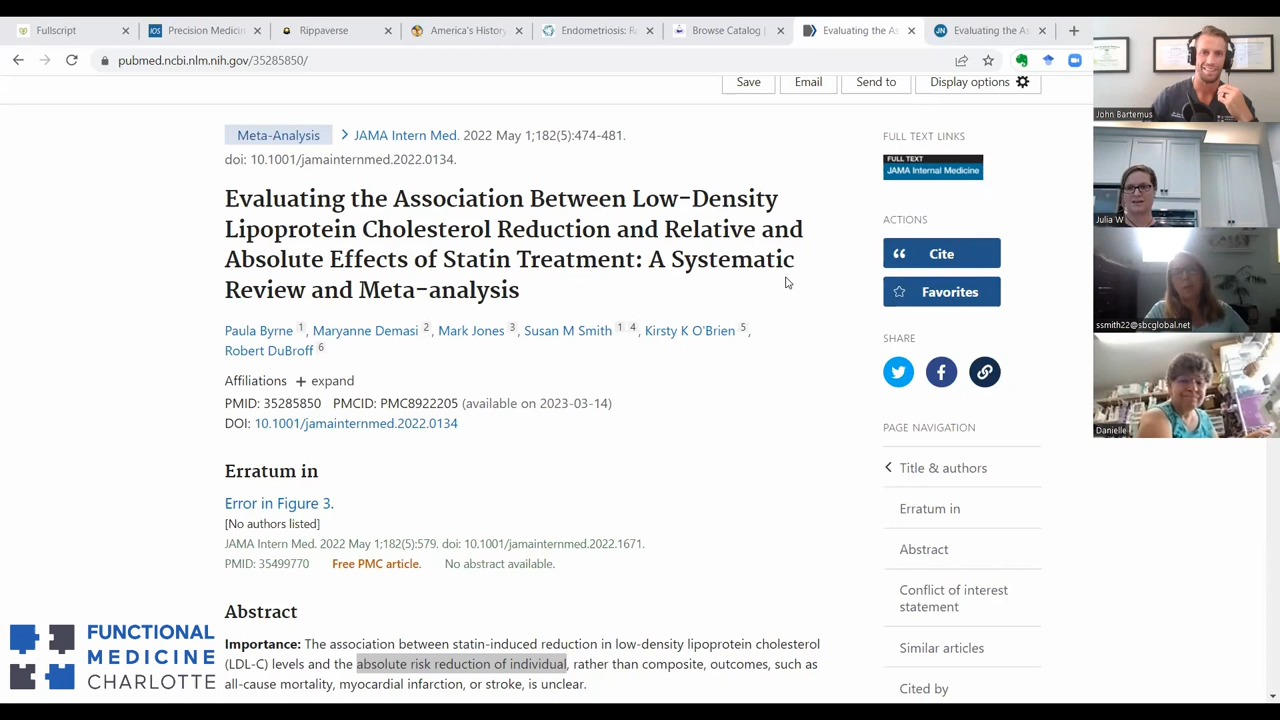 Fullscript
Precision Medicin
Rippaverse
America's History
Endometriosis: Ro
Browse Catalog |
Evaluating the As
JN Evaluating the As
pubmed.ncbi.nlm.nih.gov/35285850/
Save
Email
Send to
Display options
Meta-Analysis
JAMA Intern Med. 2022 May 1;182(5):474-481.
doi: 10.1001/jamainternmed.2022.0134.
Evaluating the Association Between Low-Density
Lipoprotein Cholesterol Reduction and Relative and
Absolute Effects of Statin Treatment: A Systematic
Review and Meta-analysis
Paula Byrne 1, Maryanne Demasi 2, Mark Jones 3, Susan M Smith 1 4, Kirsty K O'Brien 5,
Robert DuBroff 6
Affiliations + expand
PMID: 35285850 PMCID: PMC8922205 (available on 2023-03-14)
DOI: 10.1001/jamainternmed.2022.0134
Erratum in
Error in Figure 3.
[No authors listed]
JAMA Intern Med. 2022 May 1;182(5):579. doi: 10.1001/jamainternmed.2022.1671.
PMID: 35499770 Free PMC article. No abstract available.
Abstract
Importance: The association between statin-induced reduction in low-density lipoprotein cholesterol
(LDL-C) levels and the absolute risk reduction of individual, rather than composite, outcomes, such as
all-cause mortality, myocardial infarction, or stroke, is unclear.
FULL TEXT LINKS
FULL TEXT
JAMA Internal Medicine
ACTIONS
Cite
Favorites
SHARE
PAGE NAVIGATION
Title & authors
Erratum in
Abstract
Conflict of interest
statement
Similar articles
Cited by
John Bartemus
Julia W
ssmith22@sbcglobal.net
Danielle
FUNCTIONAL
MEDICINE
CHARLOTTE